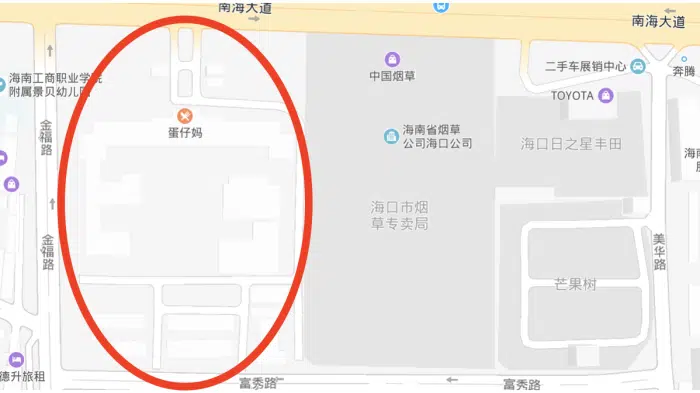 南海大道
南海大道
海南工商职业学院
附属景贝幼儿园
中国烟草
二手车展销中心
奔腾
TOYOTA
蛋仔妈
金福路
海南省烟草
公司海口公司
海口日之星丰田
海南
海口市烟
草专卖局
金福路
美华路
芒果树
德升旅租
富秀路
富秀路